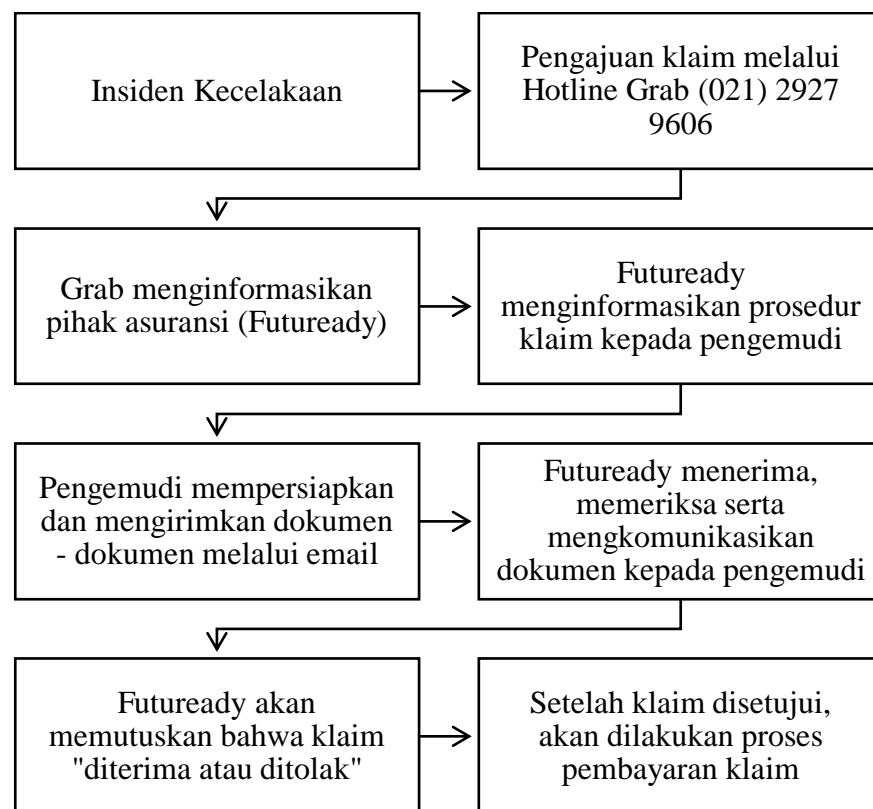 Insiden Kecelakaan
Pengajuan klaim melalui
Hotline Grab (021) 2927
9606
Grab menginformasikan
pihak asuransi (Futuready)
Futuready
menginformasikan prosedur
klaim kepada pengemudi
Pengemudi mempersiapkan
dan mengirimkan dokumen
- dokumen melalui email
Futuready menerima,
memeriksa serta
mengkomunikasikan
dokumen kepada pengemudi
Futuready akan
memutuskan bahwa klaim
"diterima atau ditolak"
Setelah klaim disetujui,
akan dilakukan proses
pembayaran klaim